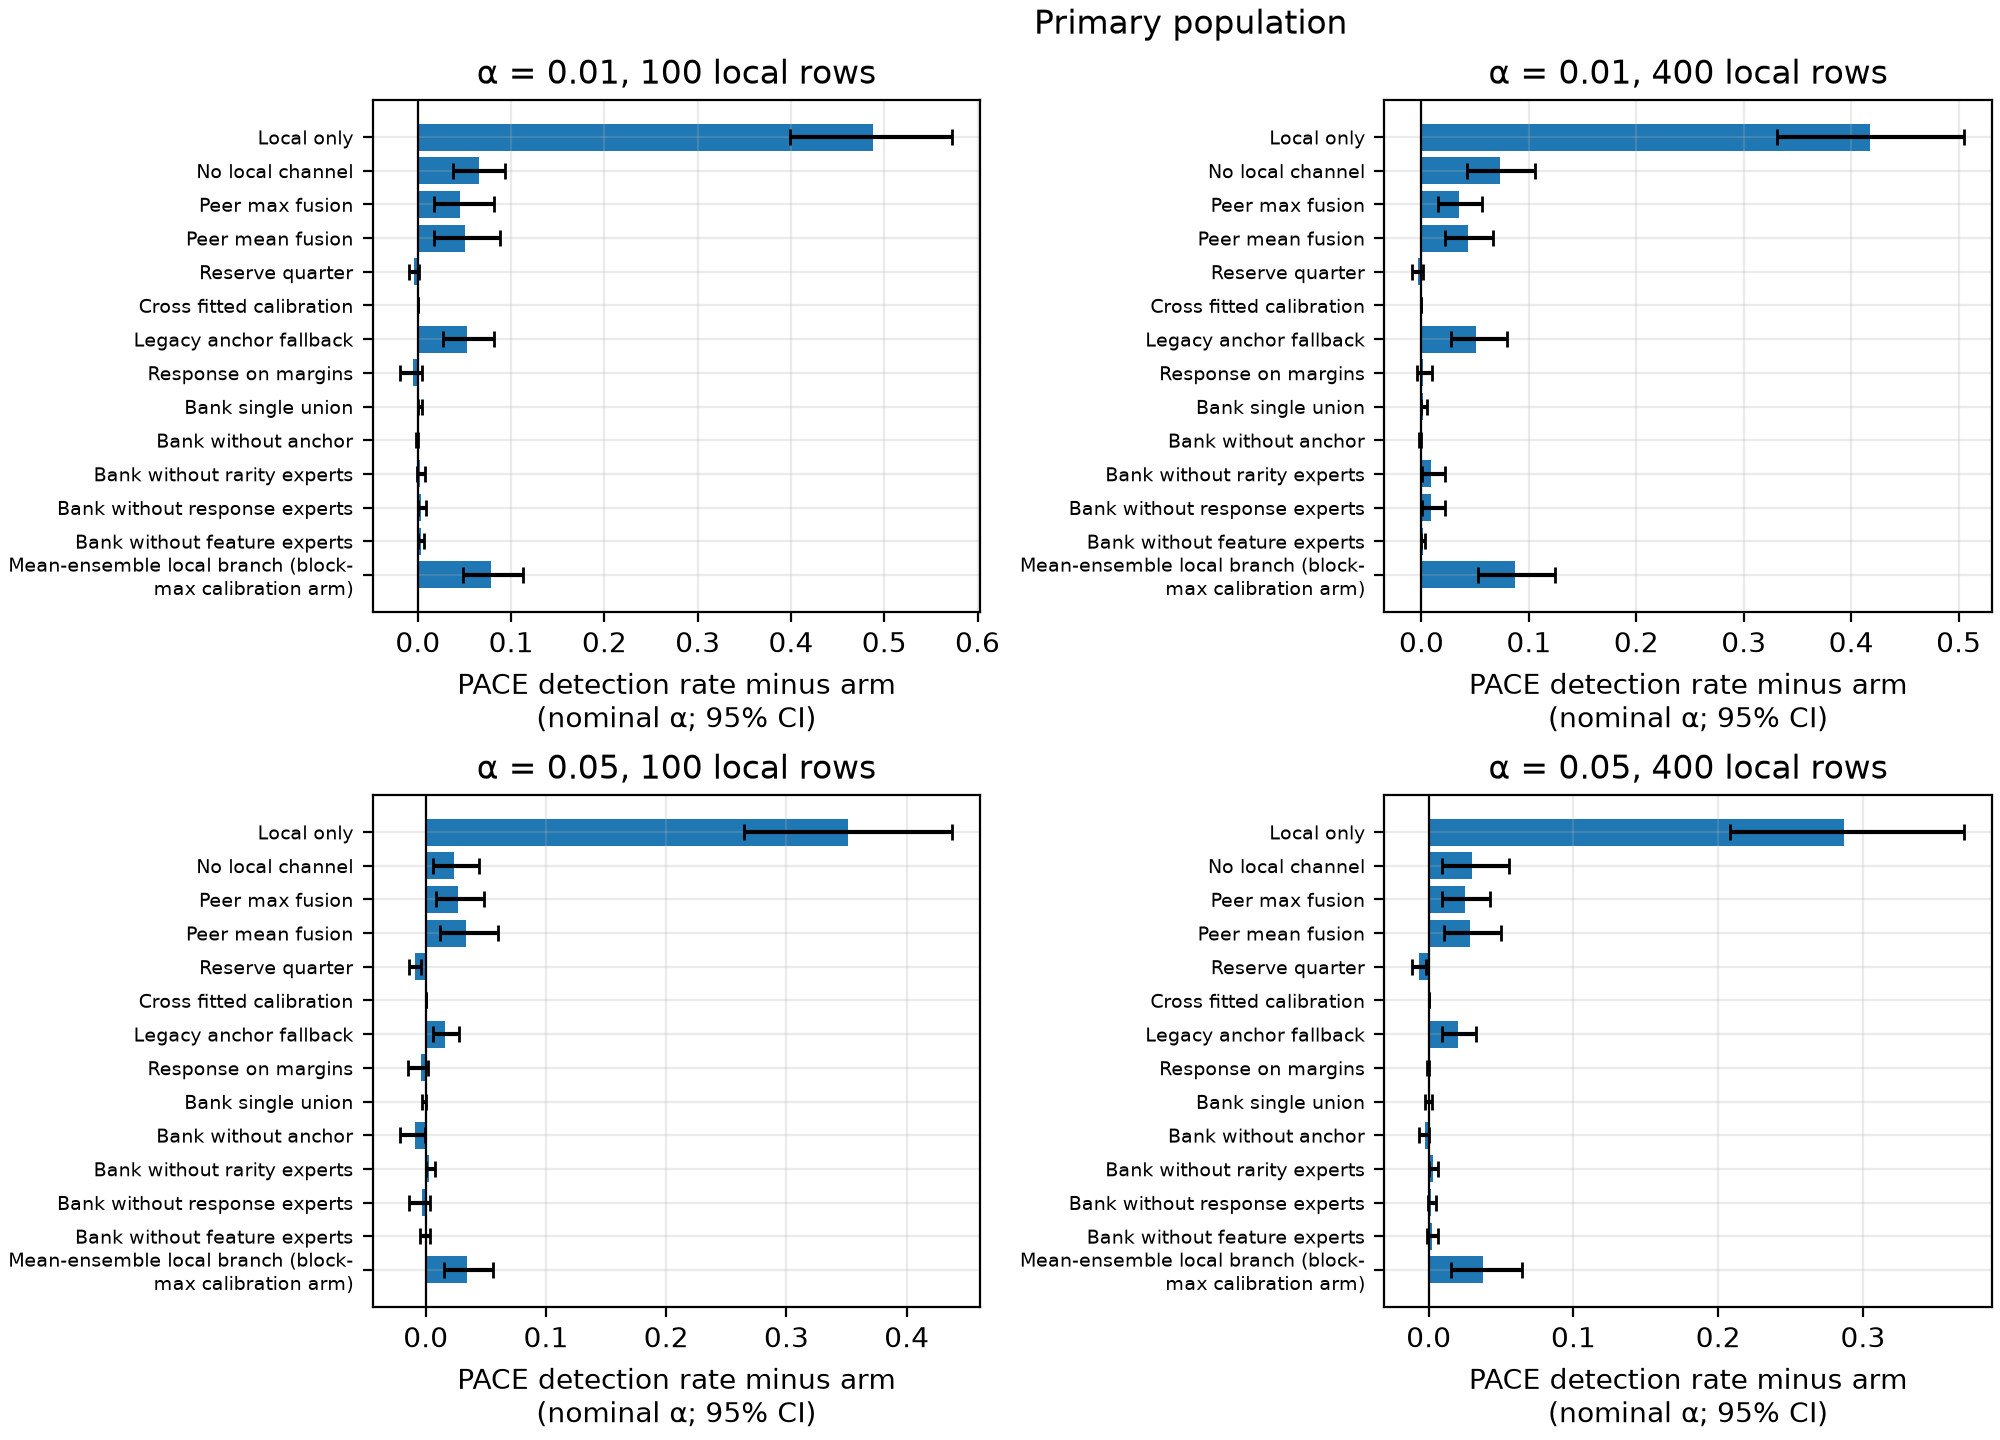 Primary population
α = 0.01, 100 local rows
Local only
No local channel
Peer max fusion
Peer mean fusion
Reserve quarter
Cross fitted calibration
Legacy anchor fallback
Response on margins
Bank single union
Bank without anchor
Bank without rarity experts
Bank without response experts
Bank without feature experts
Mean-ensemble local branch (block-
max calibration arm)
0.0 0.1 0.2 0.3 0.4 0.5 0.6
PACE detection rate minus arm
(nominal α; 95% CI)
α = 0.01, 400 local rows
Local only
No local channel
Peer max fusion
Peer mean fusion
Reserve quarter
Cross fitted calibration
Legacy anchor fallback
Response on margins
Bank single union
Bank without anchor
Bank without rarity experts
Bank without response experts
Bank without feature experts
Mean-ensemble local branch (block-
max calibration arm)
0.0 0.1 0.2 0.3 0.4 0.5
PACE detection rate minus arm
(nominal α; 95% CI)
α = 0.05, 100 local rows
Local only
No local channel
Peer max fusion
Peer mean fusion
Reserve quarter
Cross fitted calibration
Legacy anchor fallback
Response on margins
Bank single union
Bank without anchor
Bank without rarity experts
Bank without response experts
Bank without feature experts
Mean-ensemble local branch (block-
max calibration arm)
0.0 0.1 0.2 0.3 0.4
PACE detection rate minus arm
(nominal α; 95% CI)
α = 0.05, 400 local rows
Local only
No local channel
Peer max fusion
Peer mean fusion
Reserve quarter
Cross fitted calibration
Legacy anchor fallback
Response on margins
Bank single union
Bank without anchor
Bank without rarity experts
Bank without response experts
Bank without feature experts
Mean-ensemble local branch (block-
max calibration arm)
0.0 0.1 0.2 0.3
PACE detection rate minus arm
(nominal α; 95% CI)